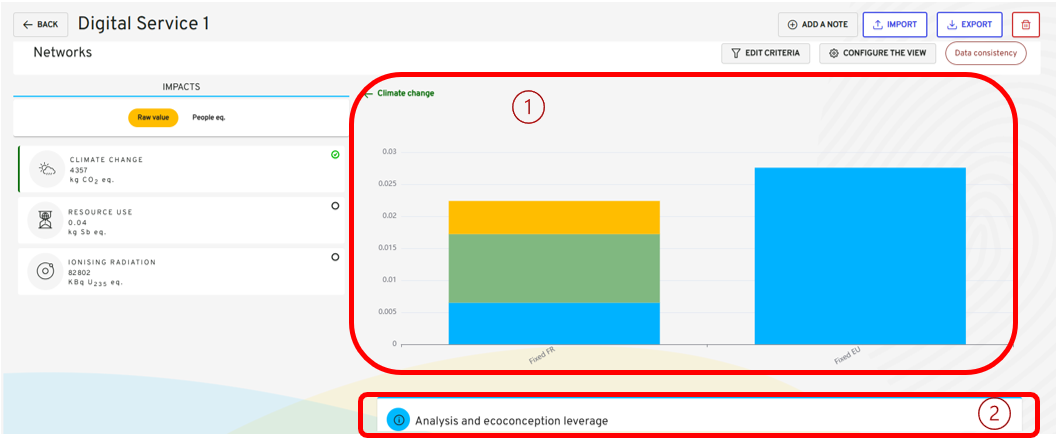 BACK
Digital Service 1
ADD A NOTE
IMPORT
EXPORT
Networks
EDIT CRITERIA
CONFIGURE THE VIEW
Data consistency
IMPACTS
Raw value
People eq.
CLIMATE CHANGE
4357
kg CO2 eq.
RESOURCE USE
0.04
kg Sb eq.
IONISING RADIATION
82802
KBq U235 eq.
Climate change
1
0.03
0.025
0.02
0.015
0.01
0.005
0
Fixed FR
Fixed EU
Analysis and ecoconception leverage
2